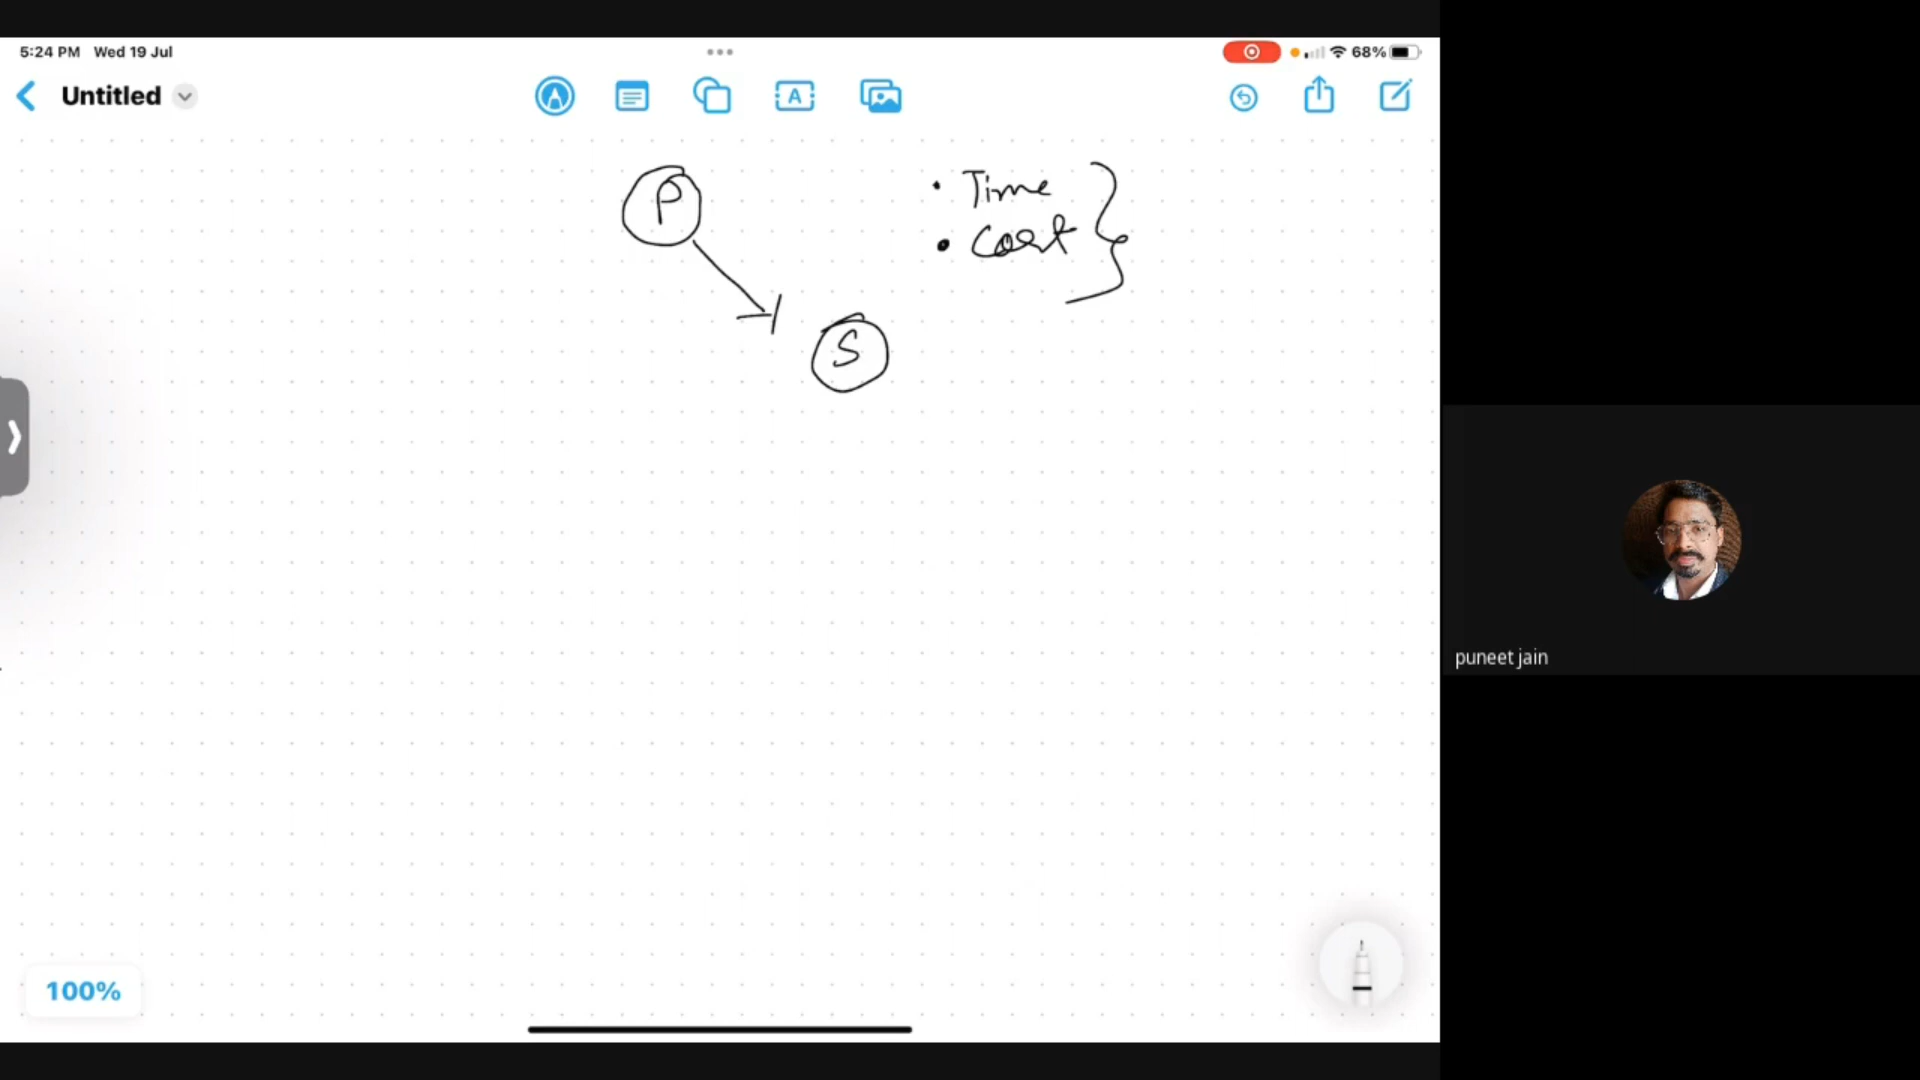 5:24 PM Wed 19 Jul
68%
Untitled
A
P
• Time
• Cost
S
puneet jain
100%